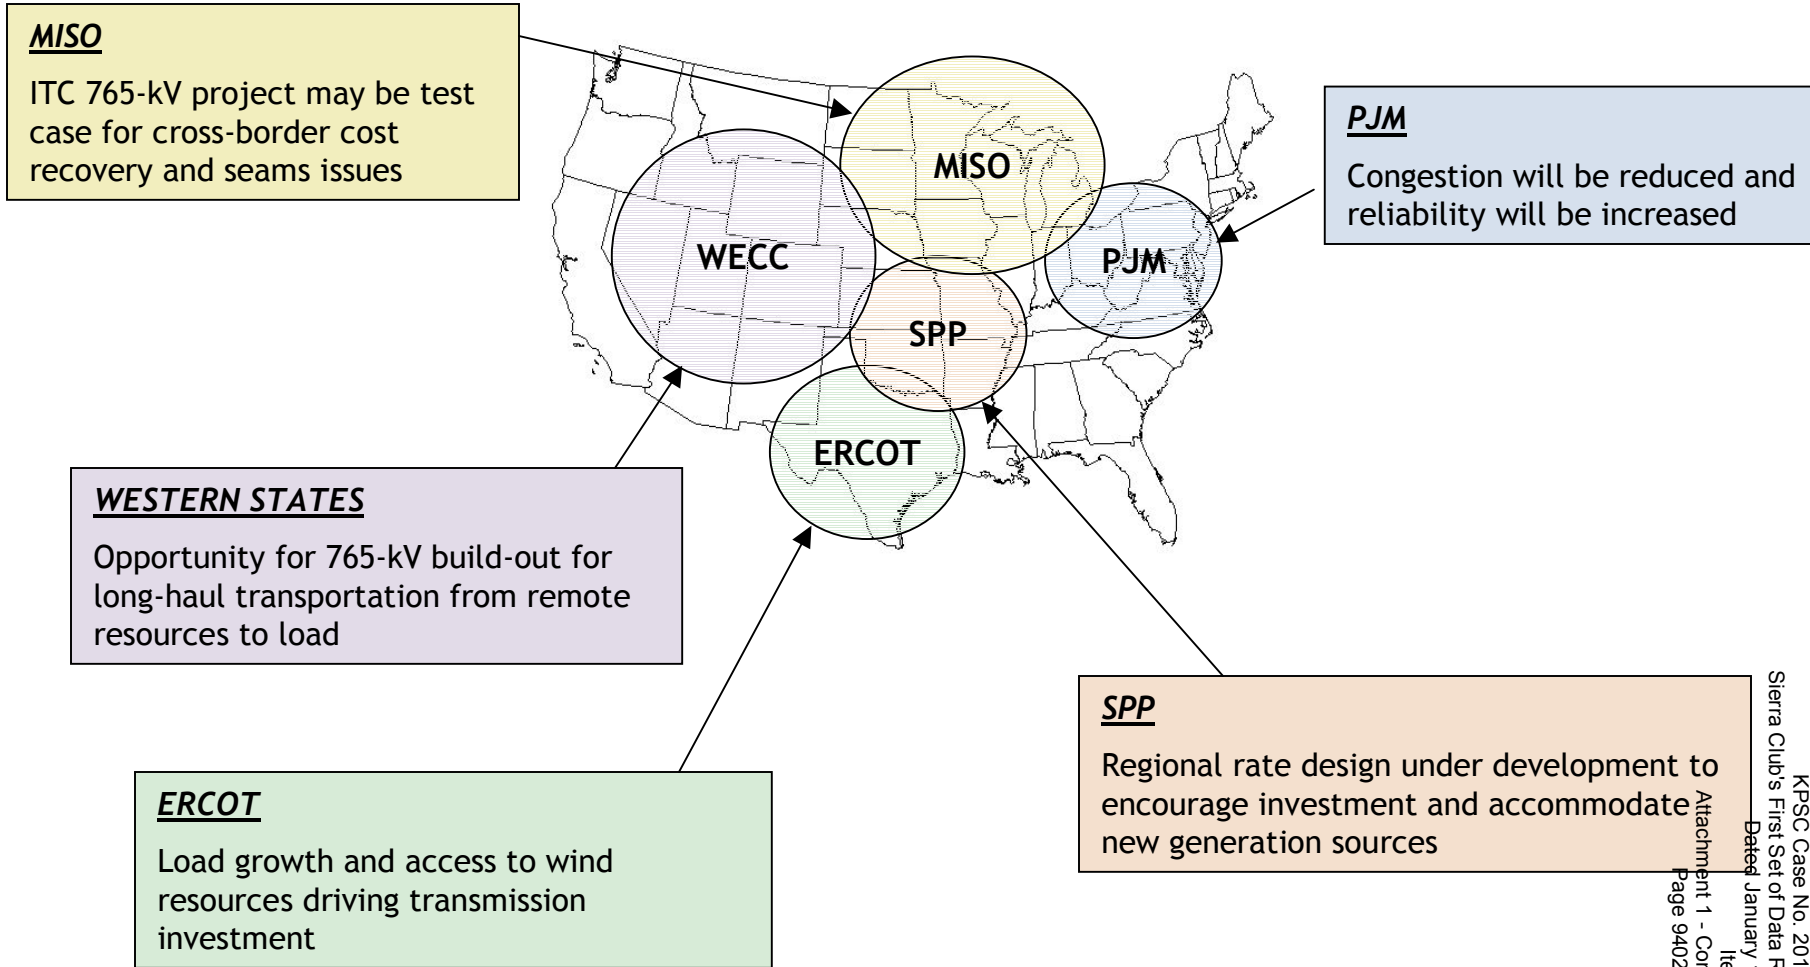 MISO
ITC 765-kV project may be test
case for cross-border cost
recovery and seams issues
PJM
Congestion will be reduced and
reliability will be increased
MISO
WECC
PJM
SPP
ERCOT
WESTERN STATES
Opportunity for 765-kV build-out for
long-haul transportation from remote
resources to load
SPP
Regional rate design under development to
encourage investment and accommodate
new generation sources
ERCOT
Load growth and access to wind
resources driving transmission
investment
KPSC Case No. 201
Sierra Club's First Set of Data R
Dated January
Attachment 1 - Co
Page 9402